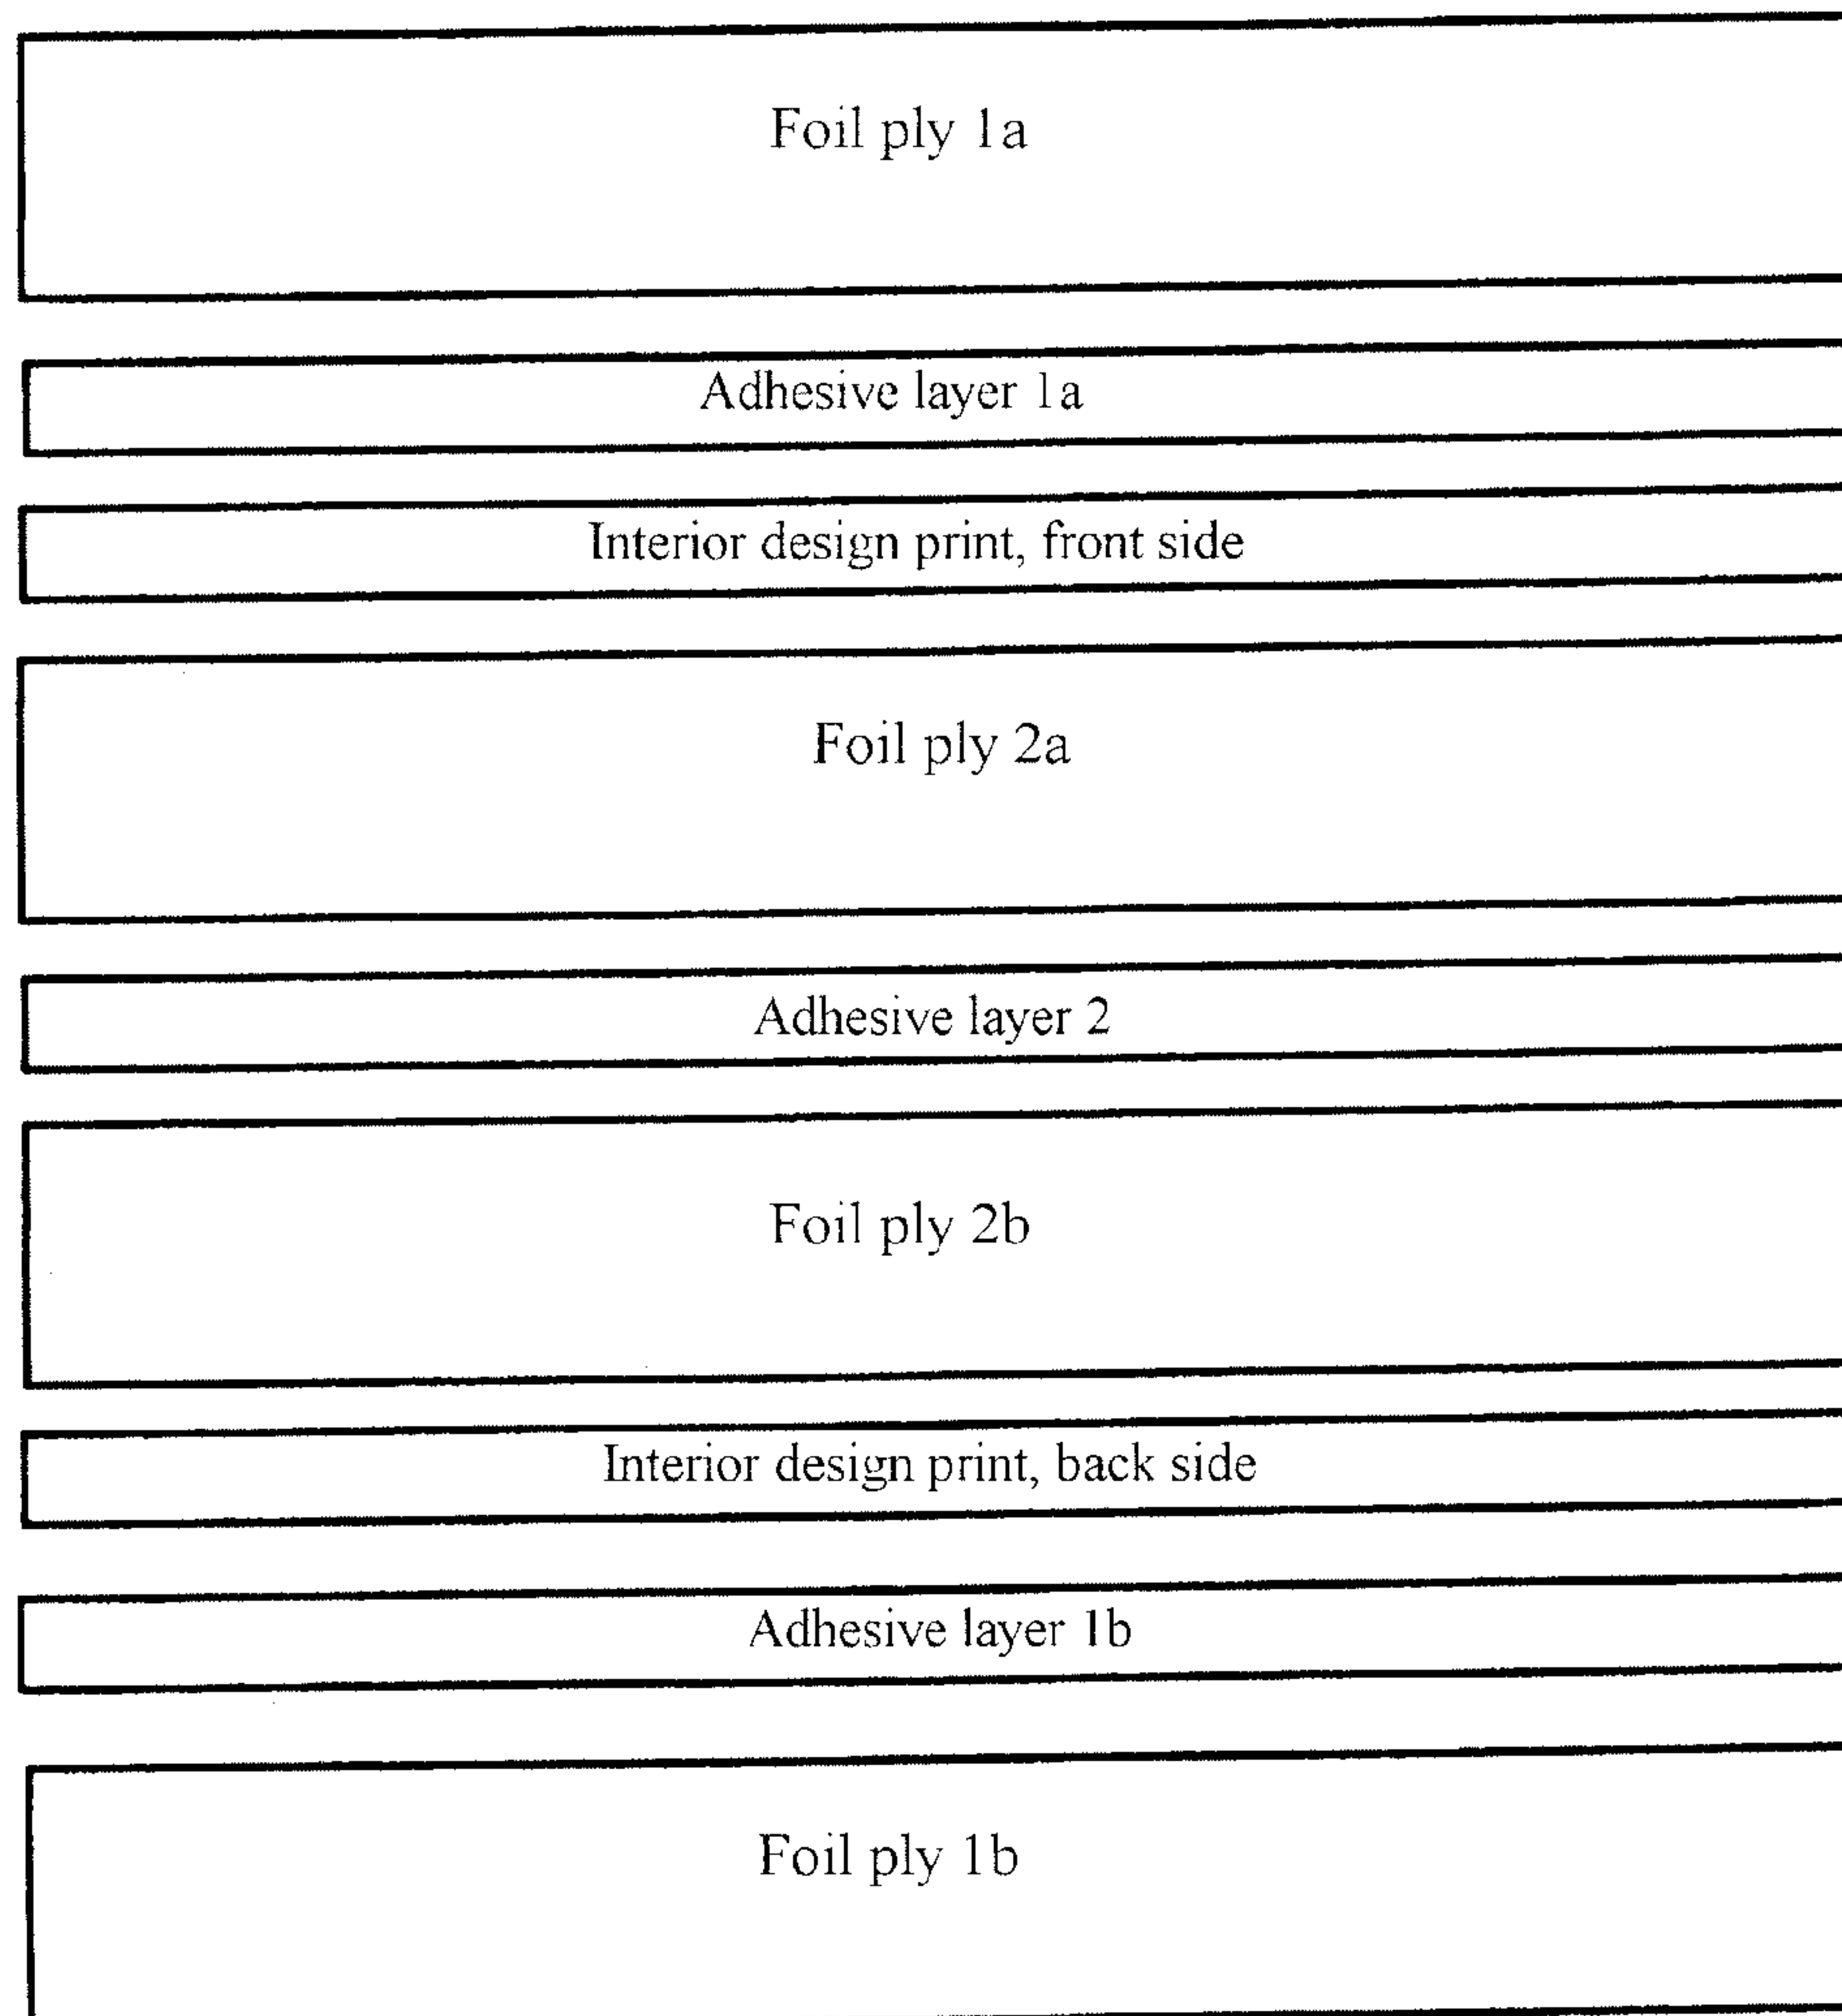 Foil ply 1a
Adhesive layer 1a
Interior design print, front side
Foil ply 2a
Adhesive layer 2
Foil ply 2b
Interior design print, back side
Adhesive layer 1b
Foil ply 1b